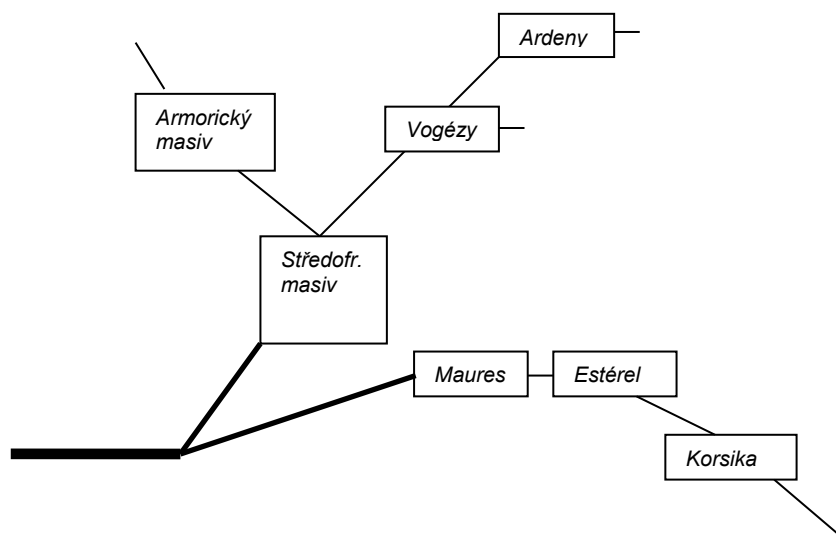 Ardeny
Armorický
masiv
Vogézy
Středofr.
masiv
Maures
Estérel
Korsika